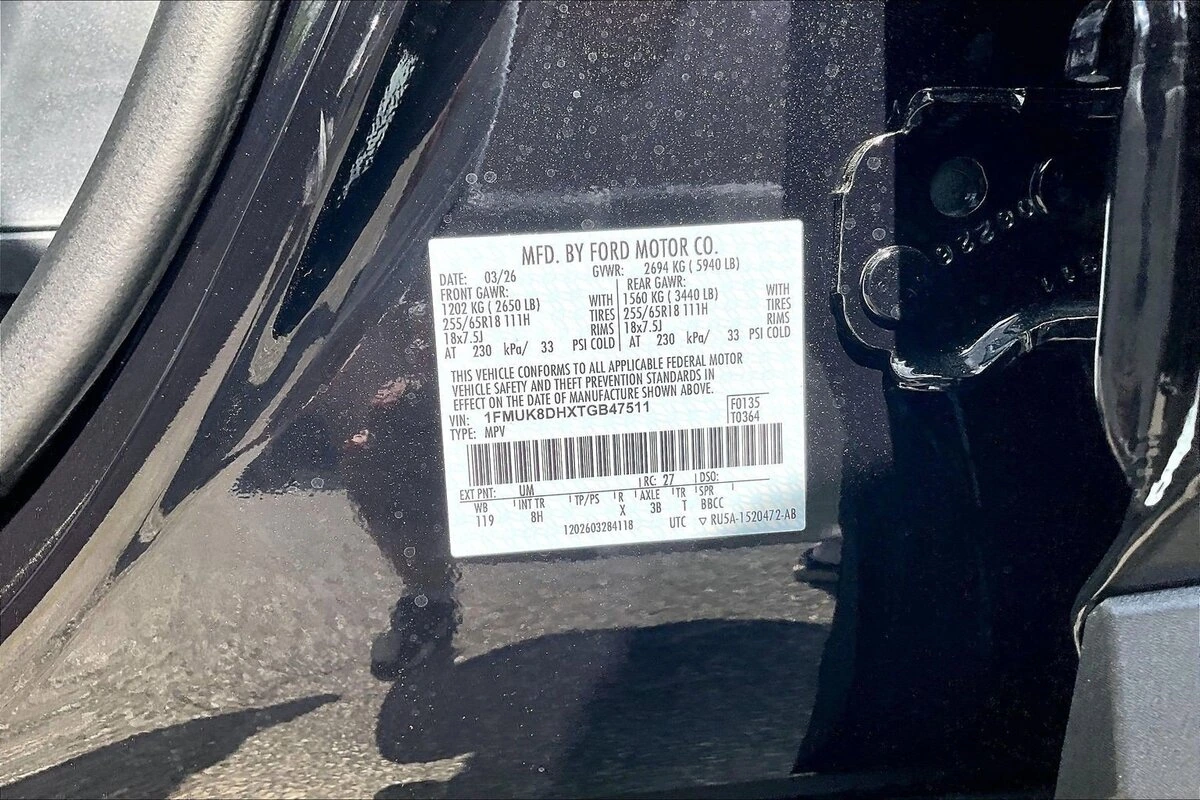 MFD. BY FORD MOTOR CO.
DATE: 03/26 GVWR: 2694 KG ( 5940 LB)
FRONT GAWR: REAR GAWR:
1202 KG ( 2650 LB) WITH 1560 KG ( 3440 LB) WITH
255/65R18 111H TIRES 255/65R18 111H TIRES
18x7.5J RIMS 18x7.5J RIMS
AT 230 kPa/ 33 PSI COLD AT 230 kPa/ 33 PSI COLD
THIS VEHICLE CONFORMS TO ALL APPLICABLE FEDERAL MOTOR
VEHICLE SAFETY AND THEFT PREVENTION STANDARDS IN
EFFECT ON THE DATE OF MANUFACTURE SHOWN ABOVE.
VIN: 1FMUK8DHXTGB47511 F0135
TYPE: MPV T0364
EXT PNT: UM RC: 27 DSO:
WB INT TR TP/PS R AXLE TR SPR
119 8H X 3B T BBCC
1202603284118 UTC ▽ RU5A-1520472-AB